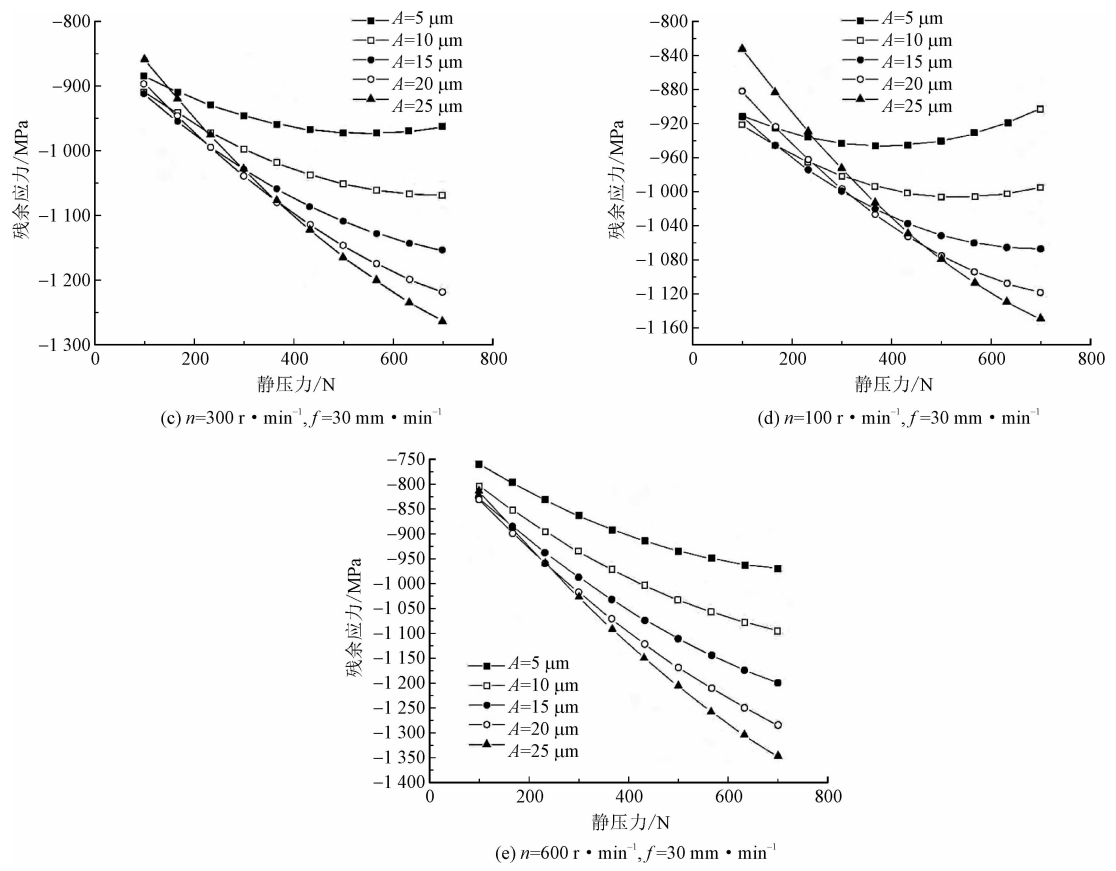 −800
−900
−1 000
−1 100
−1 200
−1 300
残余应力/MPa
A=5 μm
A=10 μm
A=15 μm
A=20 μm
A=25 μm
0
200
400
600
800
静压力/N
(c) n=300 r·min⁻¹, f=30 mm·min⁻¹
−800
−840
−880
−920
−960
−1 000
−1 040
−1 080
−1 120
−1 160
残余应力/MPa
A=5 μm
A=10 μm
A=15 μm
A=20 μm
A=25 μm
0
200
400
600
800
静压力/N
(d) n=100 r·min⁻¹, f=30 mm·min⁻¹
−750
−800
−850
−900
−950
−1 000
−1 050
−1 100
−1 150
−1 200
−1 250
−1 300
−1 350
−1 400
残余应力/MPa
A=5 μm
A=10 μm
A=15 μm
A=20 μm
A=25 μm
0
200
400
600
800
静压力/N
(e) n=600 r·min⁻¹, f=30 mm·min⁻¹